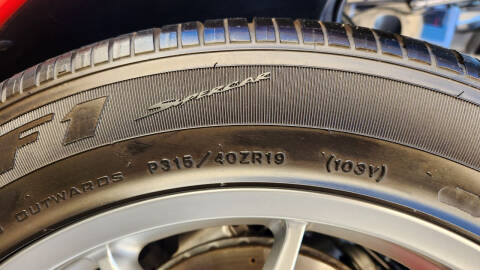 F1
SUPERCAR
P315/40ZR19 (103Y)
OUTWARDS